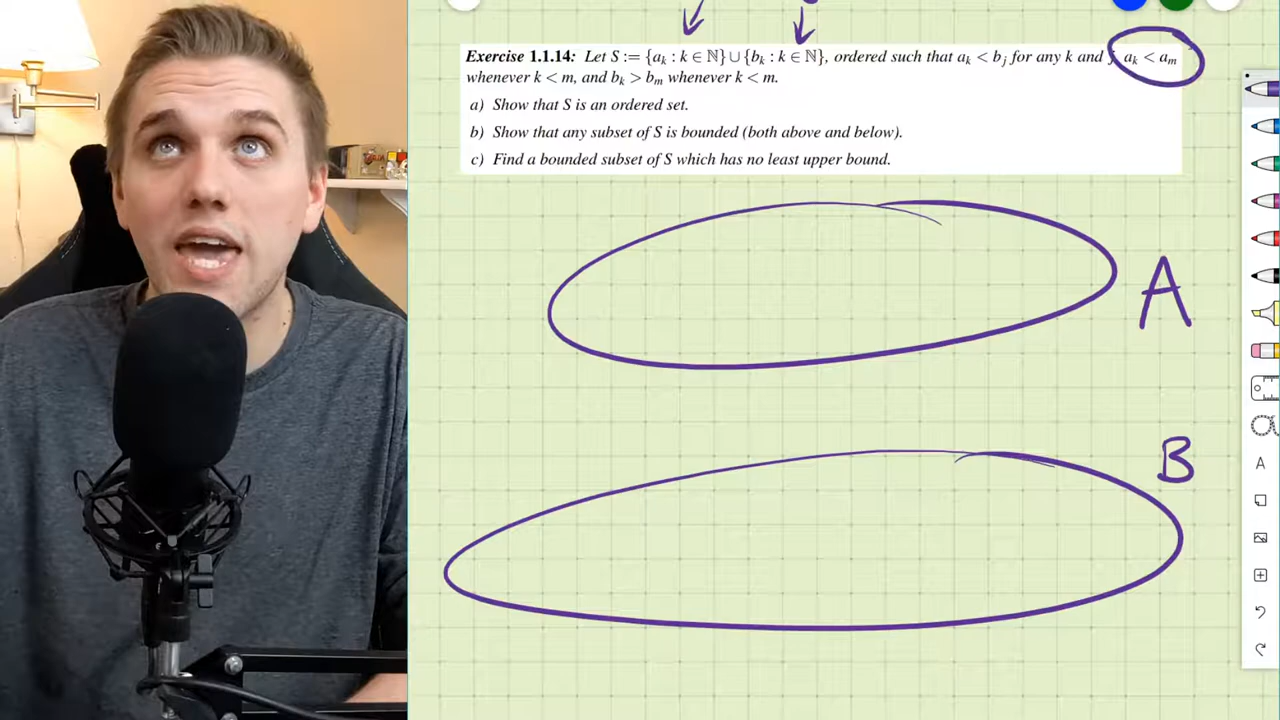 Exercise 1.1.14: Let S := {a_k : k ∈ ℕ} ∪ {b_k : k ∈ ℕ}, ordered such that a_k < b_j for any k and a_k < a_m
whenever k < m, and b_k > b_m whenever k < m.
a) Show that S is an ordered set.
b) Show that any subset of S is bounded (both above and below).
c) Find a bounded subset of S which has no least upper bound.
A
B
A